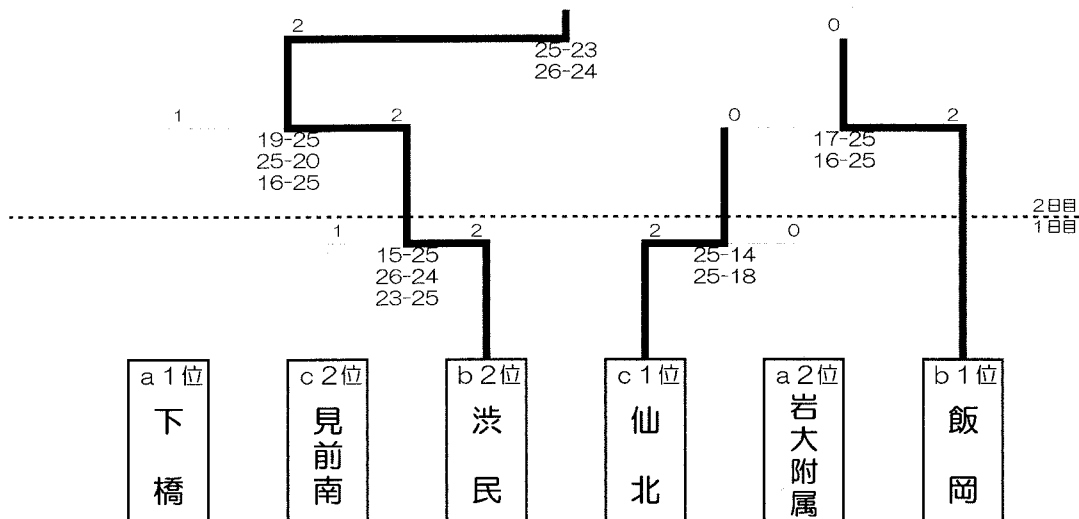 2
0
25-23
26-24
1
2
0
2
19-25
25-20
16-25
17-25
16-25
2日目
1日目
1
2
2
0
15-25
26-24
23-25
25-14
25-18
a1位
下橋
c2位
見前南
b2位
渋民
c1位
仙北
a2位
岩大附属
b1位
飯岡